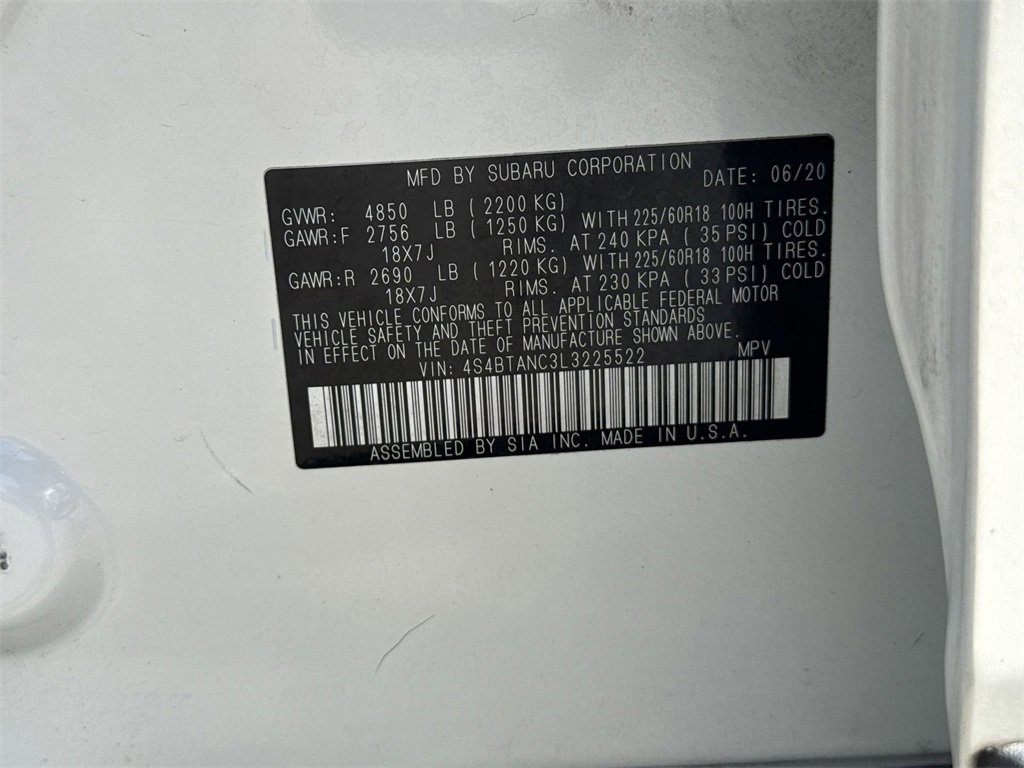 MFD BY SUBARU CORPORATION DATE: 06/20
GVWR: 4850 LB ( 2200 KG)
GAWR:F 2756 LB ( 1250 KG) WITH 225/60R18 100H TIRES.
18X7J RIMS. AT 240 KPA ( 35 PSI) COLD
GAWR:R 2690 LB ( 1220 KG) WITH 225/60R18 100H TIRES.
18X7J RIMS. AT 230 KPA ( 33 PSI) COLD
THIS VEHICLE CONFORMS TO ALL APPLICABLE FEDERAL MOTOR
VEHICLE SAFETY AND THEFT PREVENTION STANDARDS
IN EFFECT ON THE DATE OF MANUFACTURE SHOWN ABOVE.
VIN: 4S4BTANC3L3225522 MPV
ASSEMBLED BY SIA INC. MADE IN U.S.A.